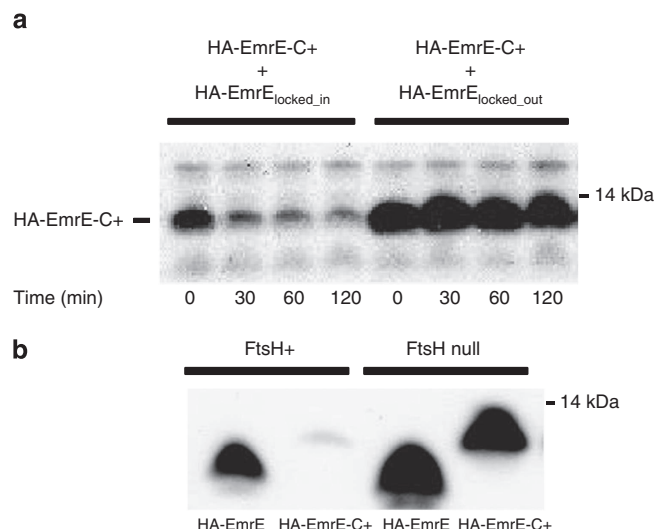 a
HA-EmrE-C+ HA-EmrE-C+
+ +
HA-EmrElocked_in HA-EmrElocked_out
14 kDa
HA-EmrE-C+
Time (min) 0 30 60 120 0 30 60 120
b
FtsH+ FtsH null
14 kDa
HA-EmrE HA-EmrE-C+ HA-EmrE HA-EmrE-C+